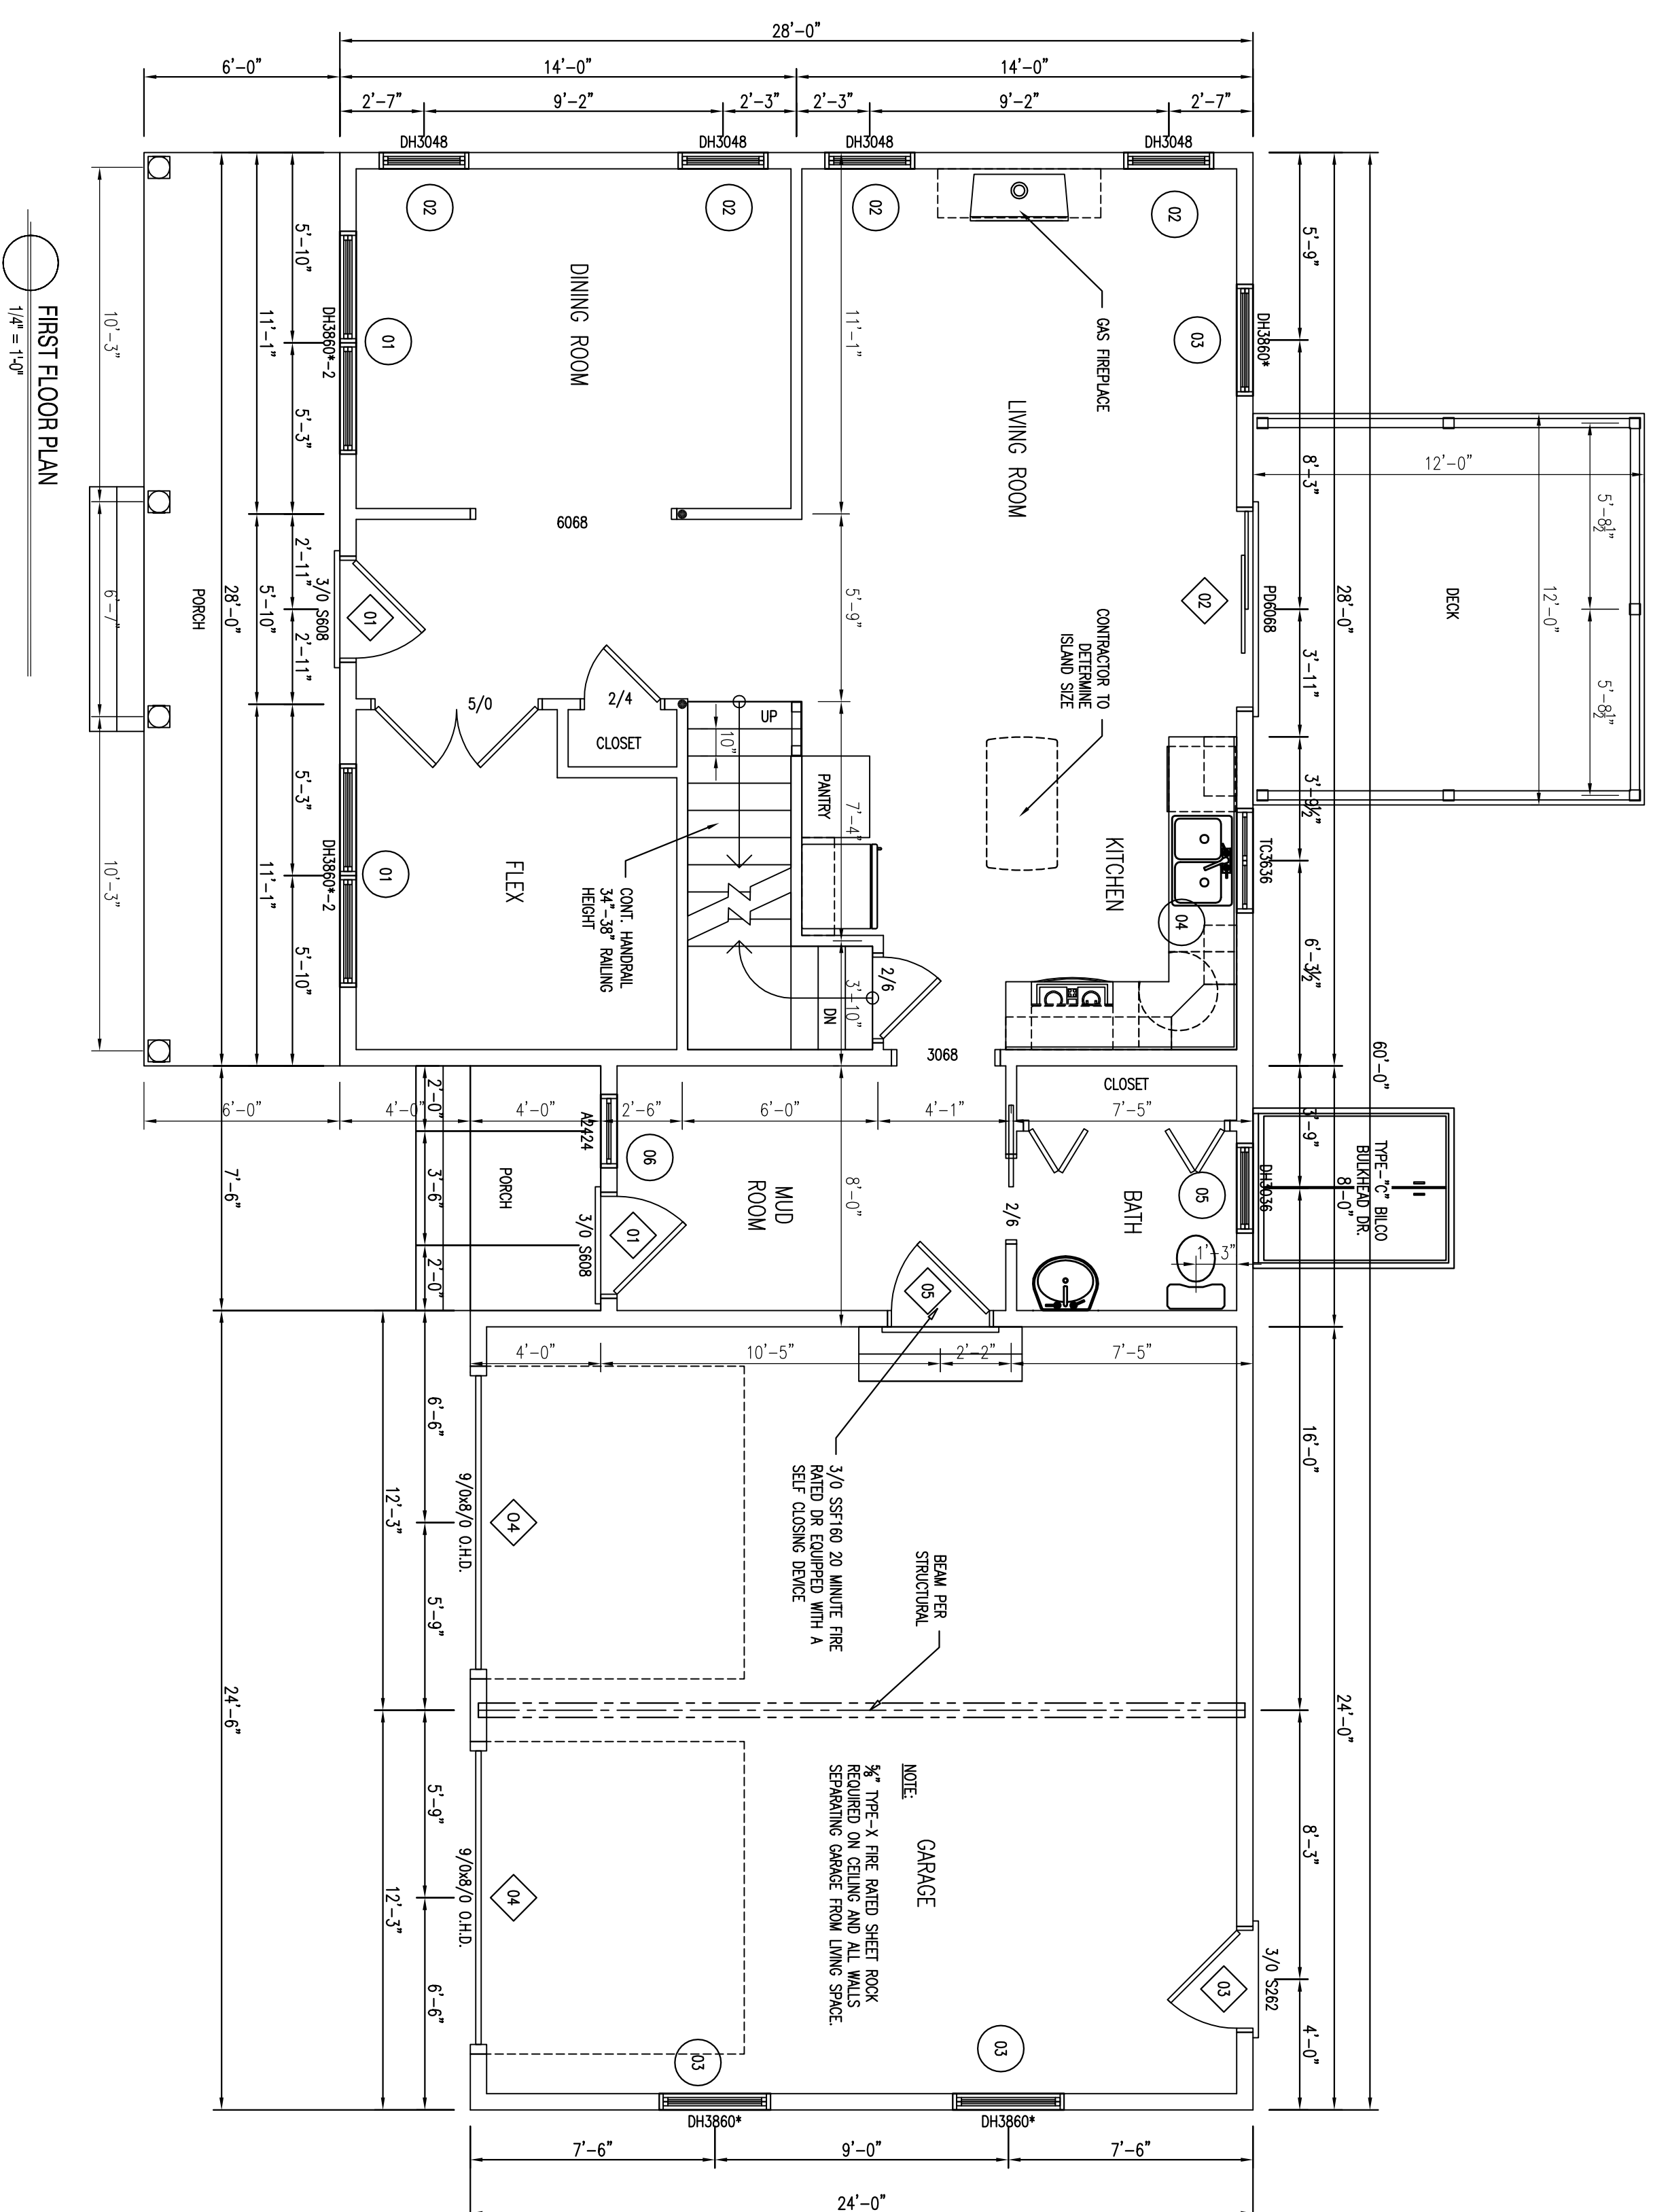 28'-0"
14'-0"
14'-0"
6'-0"
2'-7"
9'-2"
2'-3"
2'-3"
9'-2"
2'-7"
DH3048
DH3048
DH3048
DH3048
02
02
02
02
60'-0"
28'-0"
8'-0"
24'-0"
5'-9"
8'-3"
3'-11"
3'-9½"
6'-3½"
3'-9"
16'-0"
8'-3"
4'-0"
DECK
12'-0"
12'-0"
5'-8½"
5'-8½"
DH3860*
PD6068
TC3636
DH3036
3/0 S262
TYPE-"C" BILCO
BULKHEAD DR.
03
02
04
05
03
GAS FIREPLACE
LIVING ROOM
CONTRACTOR TO
DETERMINE
ISLAND SIZE
KITCHEN
CLOSET
BATH
1'-3"
2/6
3068
2/6
PANTRY
11'-1"
5'-9"
7'-4"
3'-10"
8'-0"
UP
10"
DN
DINING ROOM
6068
01
01
5/0
2/4
CLOSET
FLEX
01
CONT. HANDRAIL
34"-38" RAILING
HEIGHT
MUD
ROOM
06
01
05
A2424
3/0 S608
PORCH
6'-0"
4'-0"
4'-0"
2'-6"
6'-0"
4'-1"
7'-5"
4'-0"
10'-5"
2'-2"
7'-5"
3/0 SSF160 20 MINUTE FIRE
RATED DR EQUIPPED WITH A
SELF CLOSING DEVICE
BEAM PER
STRUCTURAL
GARAGE
NOTE:
⅝" TYPE-X FIRE RATED SHEET ROCK
REQUIRED ON CEILING AND ALL WALLS
SEPARATING GARAGE FROM LIVING SPACE.
03
03
DH3860*
DH3860*
7'-6"
9'-0"
7'-6"
24'-0"
04
04
9/0x8/0 O.H.D.
9/0x8/0 O.H.D.
2'-0"
3'-6"
2'-0"
6'-6"
5'-9"
5'-9"
6'-6"
12'-3"
12'-3"
DH3860*-2
3/0 S608
DH3860*-2
5'-10"
5'-3"
2'-11"
2'-11"
5'-3"
5'-10"
11'-1"
5'-10"
11'-1"
28'-0"
7'-6"
24'-6"
PORCH
10'-3"
6'-7"
10'-3"
FIRST FLOOR PLAN
1/4" = 1'-0"